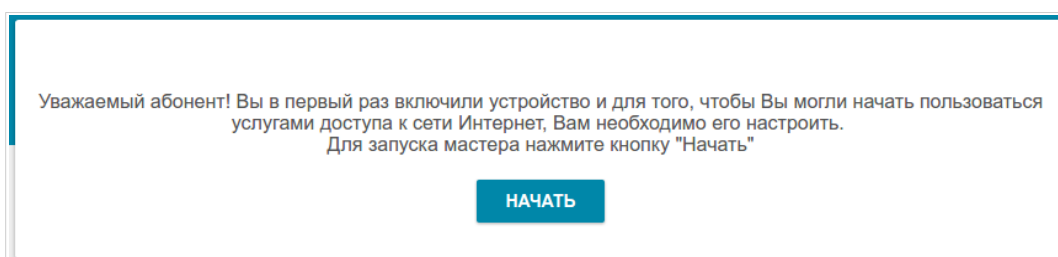 Уважаемый абонент! Вы в первый раз включили устройство и для того, чтобы Вы могли начать пользоваться
услугами доступа к сети Интернет, Вам необходимо его настроить.
Для запуска мастера нажмите кнопку "Начать"
НАЧАТЬ